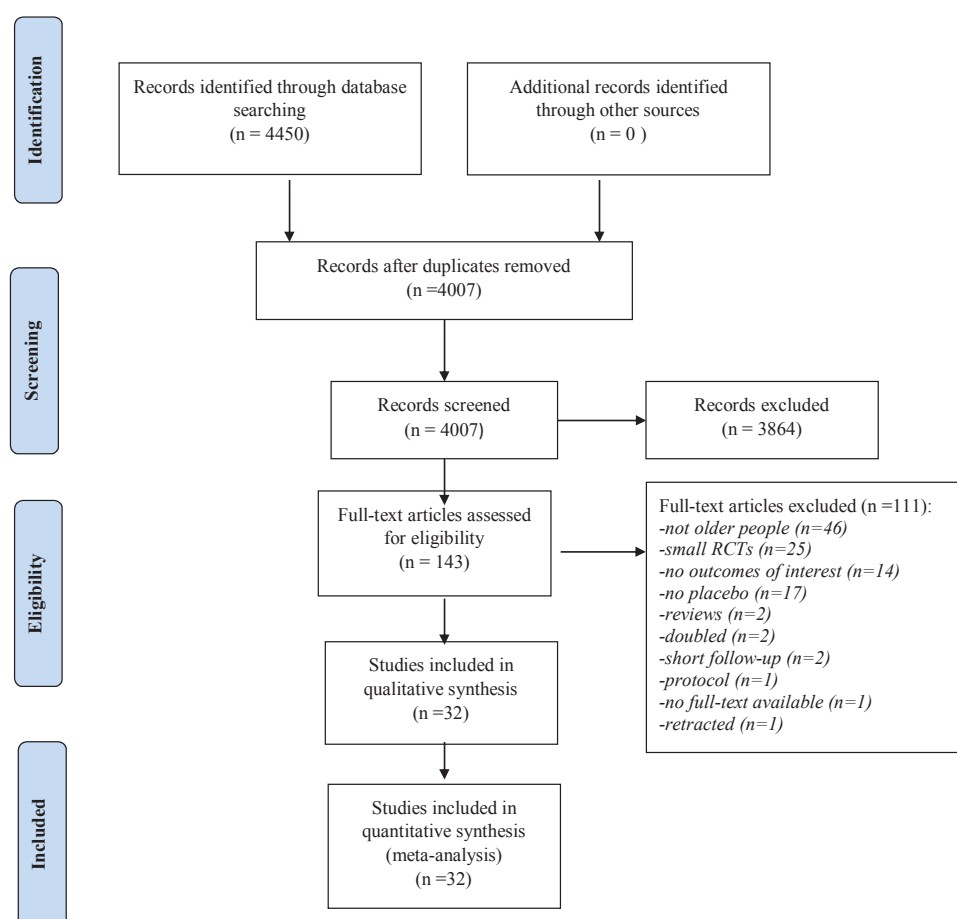 Identification
Records identified through database
searching
(n = 4450)
Additional records identified
through other sources
(n = 0 )
Records after duplicates removed
(n =4007)
Screening
Records screened
(n = 4007)
Records excluded
(n = 3864)
Eligibility
Full-text articles assessed
for eligibility
(n = 143)
Full-text articles excluded (n =111):
-not older people (n=46)
-small RCTs (n=25)
-no outcomes of interest (n=14)
-no placebo (n=17)
-reviews (n=2)
-doubled (n=2)
-short follow-up (n=2)
-protocol (n=1)
-no full-text available (n=1)
-retracted (n=1)
Studies included in
qualitative synthesis
(n =32)
Included
Studies included in
quantitative synthesis
(meta-analysis)
(n =32)